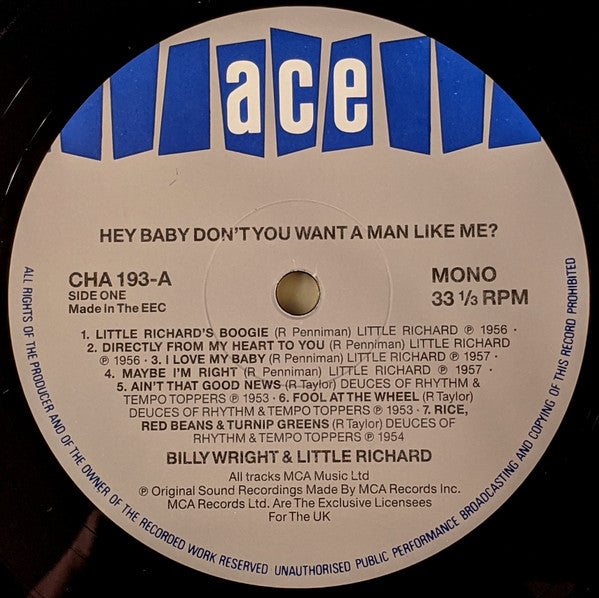 ace
HEY BABY DON'T YOU WANT A MAN LIKE ME?
CHA 193-A
SIDE ONE
Made in The EEC
MONO
33 1/3 RPM
1. LITTLE RICHARD'S BOOGIE (R Penniman) LITTLE RICHARD ℗ 1956 ·
2. DIRECTLY FROM MY HEART TO YOU (R Penniman) LITTLE RICHARD
℗ 1956 · 3. I LOVE MY BABY (R Penniman) LITTLE RICHARD ℗ 1957 ·
4. MAYBE I'M RIGHT (R Penniman) LITTLE RICHARD ℗ 1957 ·
5. AIN'T THAT GOOD NEWS (R Taylor) DEUCES OF RHYTHM &
TEMPO TOPPERS ℗ 1953 · 6. FOOL AT THE WHEEL (R Taylor)
DEUCES OF RHYTHM & TEMPO TOPPERS ℗ 1953 · 7. RICE,
RED BEANS & TURNIP GREENS (R Taylor) DEUCES OF
RHYTHM & TEMPO TOPPERS ℗ 1954
BILLY WRIGHT & LITTLE RICHARD
All tracks MCA Music Ltd
℗ Original Sound Recordings Made By MCA Records Inc.
MCA Records Ltd. Are The Exclusive Licensees
For The UK
ALL RIGHTS OF THE PRODUCER AND OF THE OWNER OF THE RECORDED WORK RESERVED UNAUTHORISED PUBLIC PERFORMANCE BROADCASTING AND COPYING OF THIS RECORD PROHIBITED